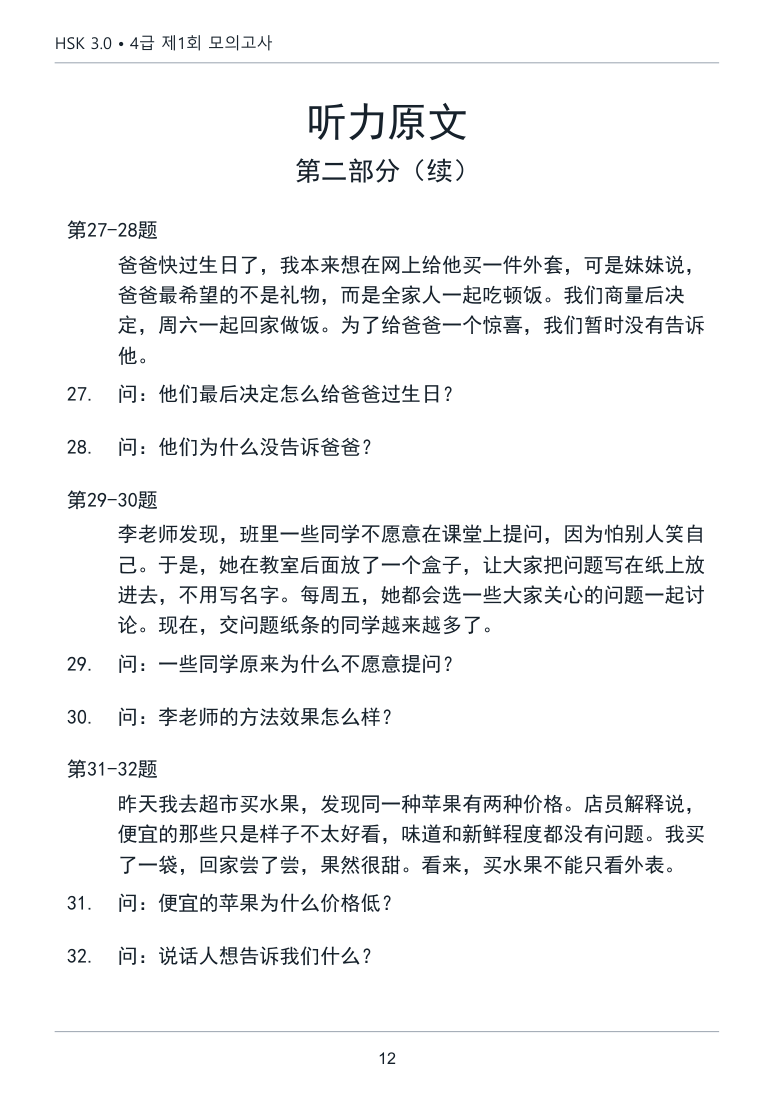 HSK 3.0 • 4급 제1회 모의고사
听力原文
第二部分（续）
第27-28题
爸爸快过生日了，我本来想在网上给他买一件外套，可是妹妹说，
爸爸最希望的不是礼物，而是全家人一起吃顿饭。我们商量后决
定，周六一起回家做饭。为了给爸爸一个惊喜，我们暂时没有告诉
他。
27. 问：他们最后决定怎么给爸爸过生日？
28. 问：他们为什么没告诉爸爸？
第29-30题
李老师发现，班里一些同学不愿意在课堂上提问，因为怕别人笑自
己。于是，她在教室后面放了一个盒子，让大家把问题写在纸上放
进去，不用写名字。每周五，她都会选一些大家关心的问题一起讨
论。现在，交问题纸条的同学越来越多了。
29. 问：一些同学原来为什么不愿意提问？
30. 问：李老师的方法效果怎么样？
第31-32题
昨天我去超市买水果，发现同一种苹果有两种价格。店员解释说，
便宜的那些只是样子不太好看，味道和新鲜程度都没有问题。我买
了一袋，回家尝了尝，果然很甜。看来，买水果不能只看外表。
31. 问：便宜的苹果为什么价格低？
32. 问：说话人想告诉我们什么？
12